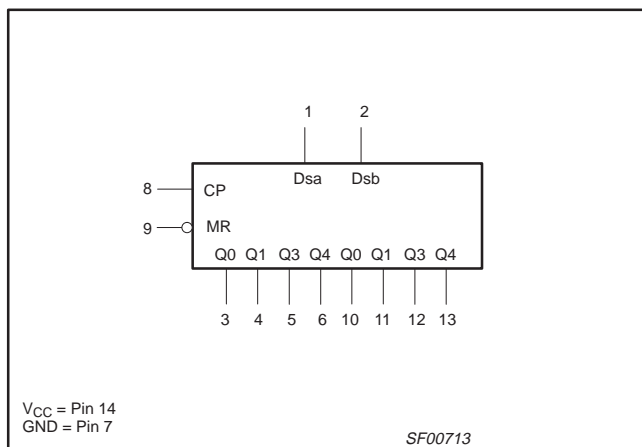 1 2
Dsa Dsb
8 CP
9 MR
Q0 Q1 Q3 Q4 Q0 Q1 Q3 Q4
3 4 5 6 10 11 12 13
VCC = Pin 14
GND = Pin 7
SF00713